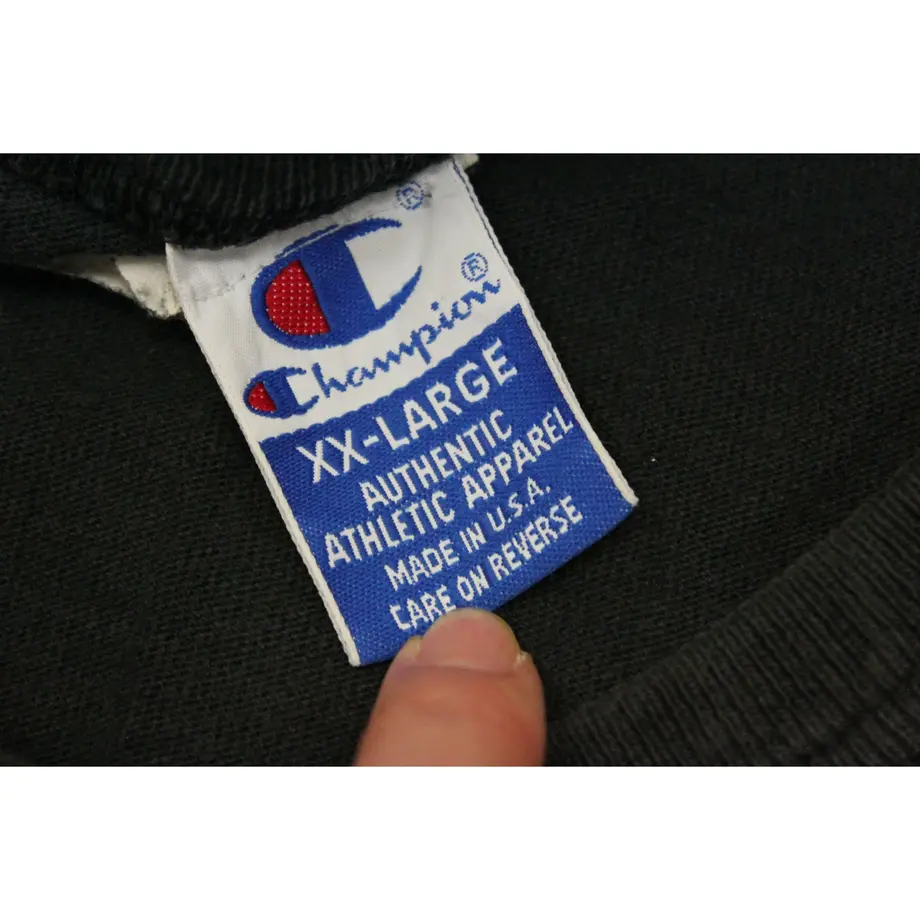 ®
Champion®
XX-LARGE
AUTHENTIC
ATHLETIC APPAREL
MADE IN U.S.A.
CARE ON REVERSE